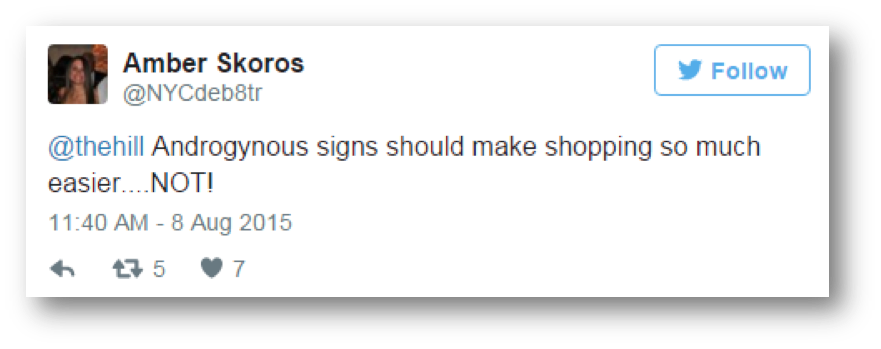 Amber Skoros
@NYCdeb8tr
Follow
@thehill Androgynous signs should make shopping so much
easier....NOT!
11:40 AM - 8 Aug 2015
5 7